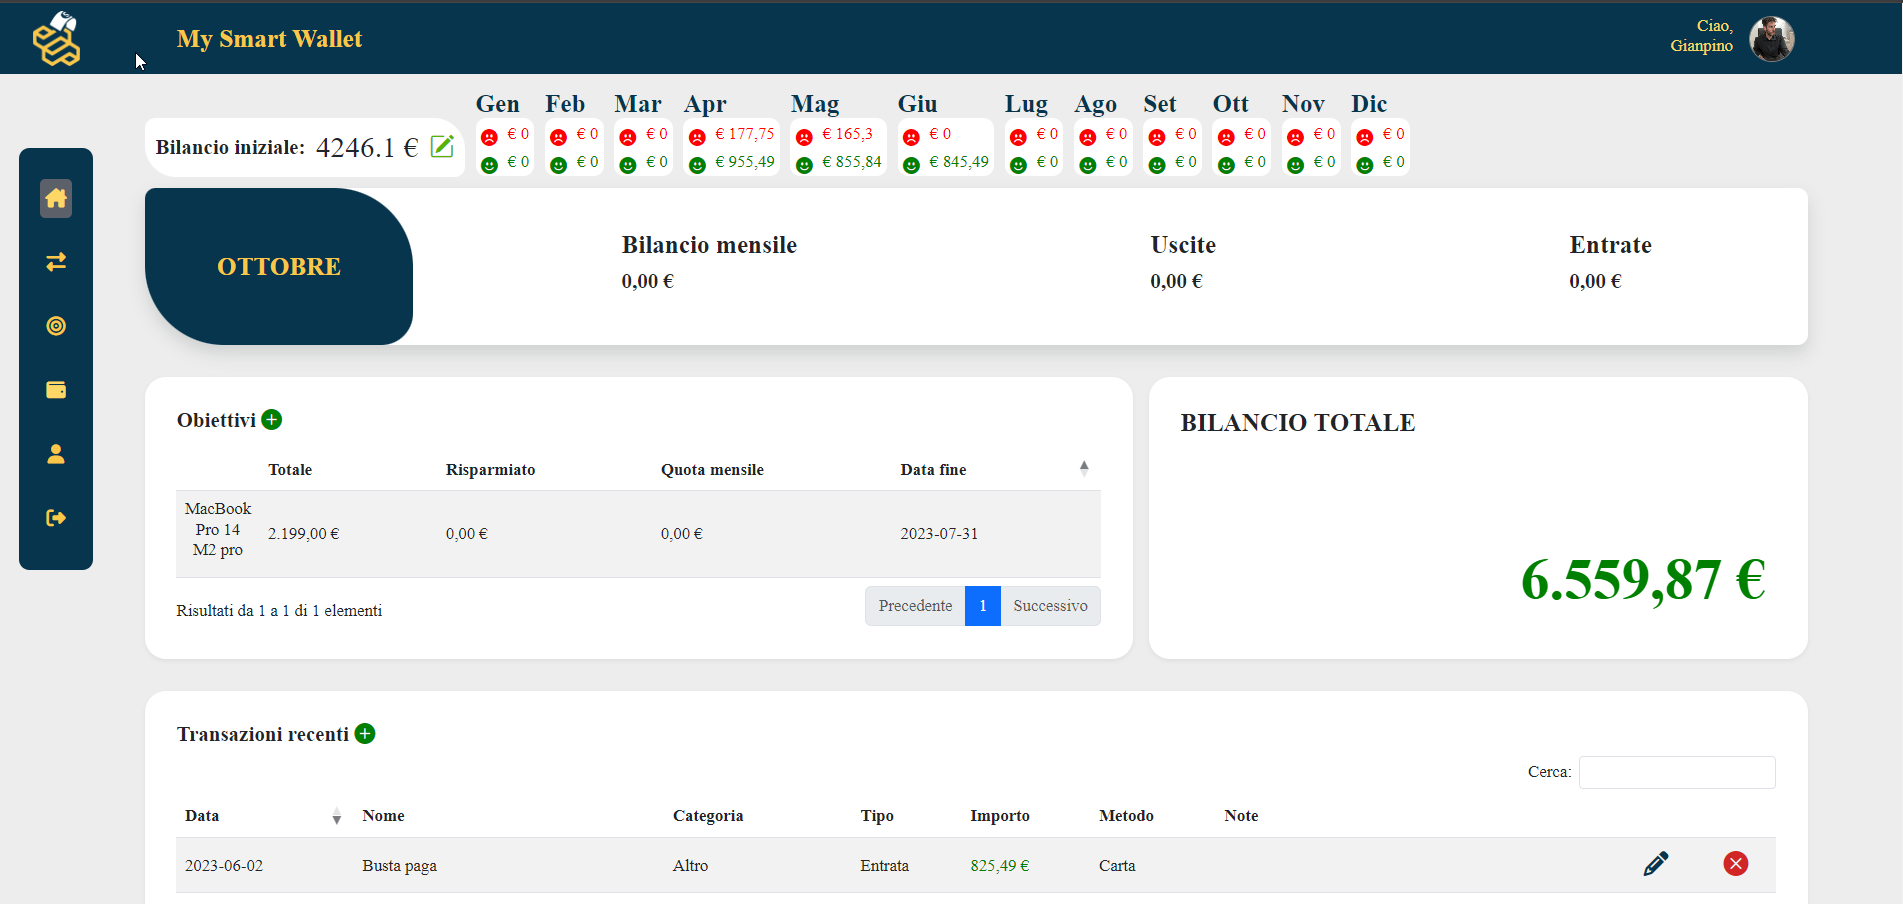 My Smart Wallet
Ciao,
Gianpino
Gen Feb Mar Apr Mag Giu Lug Ago Set Ott Nov Dic
Bilancio iniziale: 4246.1 €
€ 0 € 0 € 0 € 177,75 € 165,3 € 0 € 0 € 0 € 0 € 0 € 0 € 0
€ 0 € 0 € 0 € 955,49 € 855,84 € 845,49 € 0 € 0 € 0 € 0 € 0 € 0
OTTOBRE
Bilancio mensile Uscite Entrate
0,00 € 0,00 € 0,00 €
Obiettivi
Totale Risparmiato Quota mensile Data fine
MacBook
Pro 14
M2 pro
2.199,00 € 0,00 € 0,00 € 2023-07-31
Risultati da 1 a 1 di 1 elementi
Precedente 1 Successivo
BILANCIO TOTALE
6.559,87 €
Transazioni recenti
Cerca:
Data Nome Categoria Tipo Importo Metodo Note
2023-06-02 Busta paga Altro Entrata 825,49 € Carta